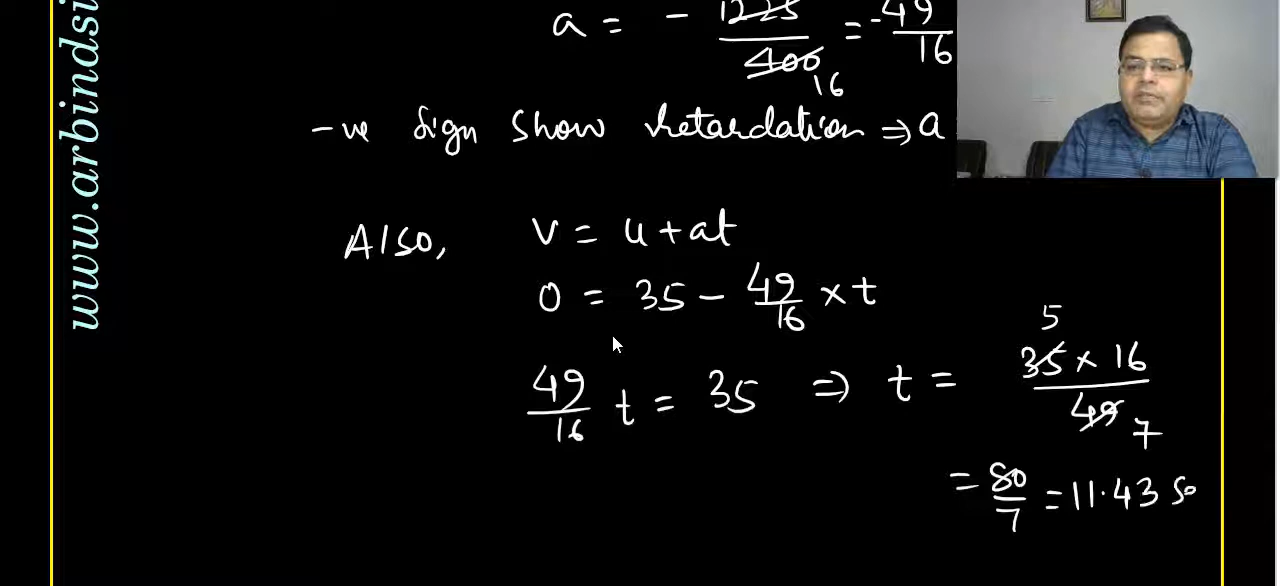 www.arbindsi
a = - 1225/400 = -49/16
16
-ve sign show retardation ⇒ a
Also, v = u + at
0 = 35 - 49/16 × t
49/16 t = 35 ⇒ t = 35 × 16/49
5
7
= 80/7 = 11.43